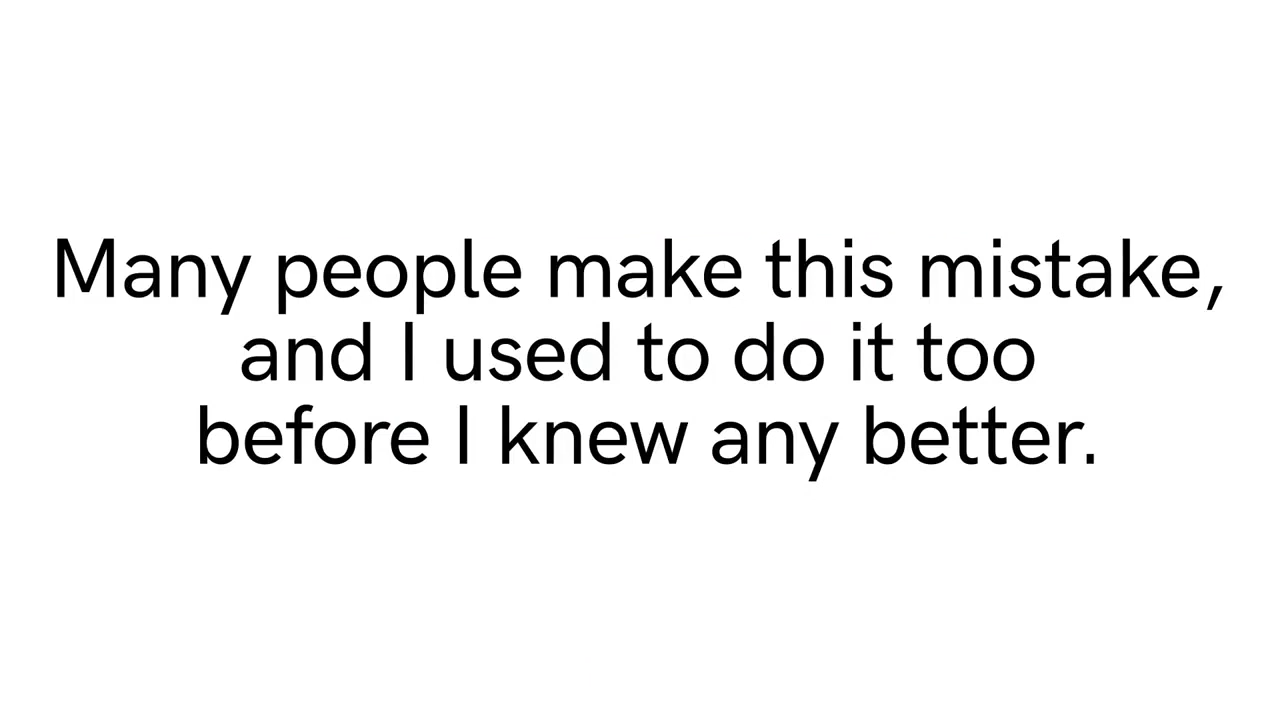 Many people make this mistake,
and I used to do it too
before I knew any better.